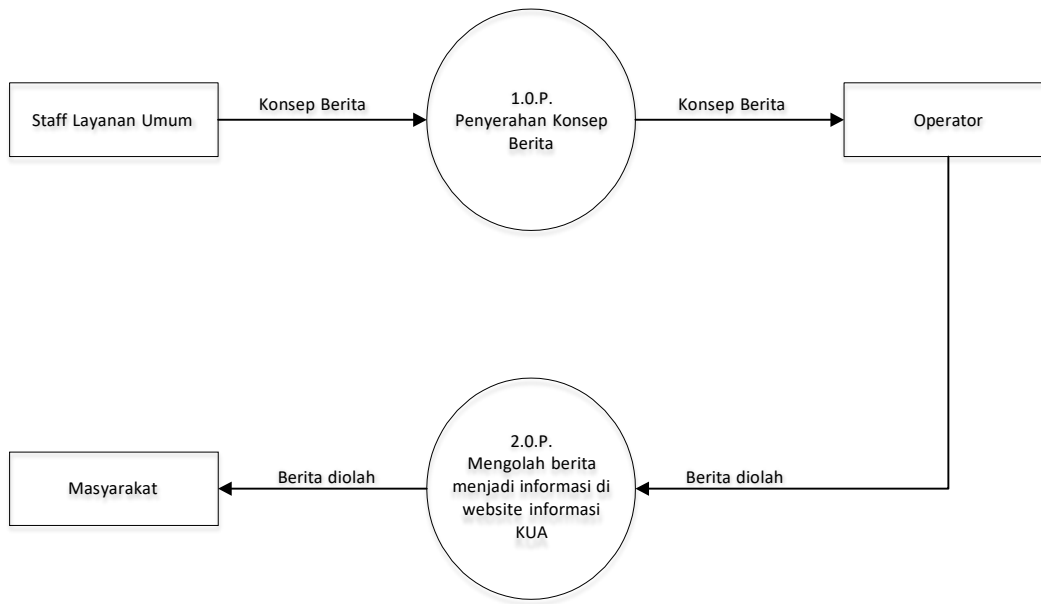 1.0.P.
Staff Layanan Umum
Konsep Berita
Penyerahan Konsep
Berita
Konsep Berita
Operator
2.0.P.
Mengolah berita
menjadi informasi di
website informasi
KUA
Masyarakat
Berita diolah
Berita diolah